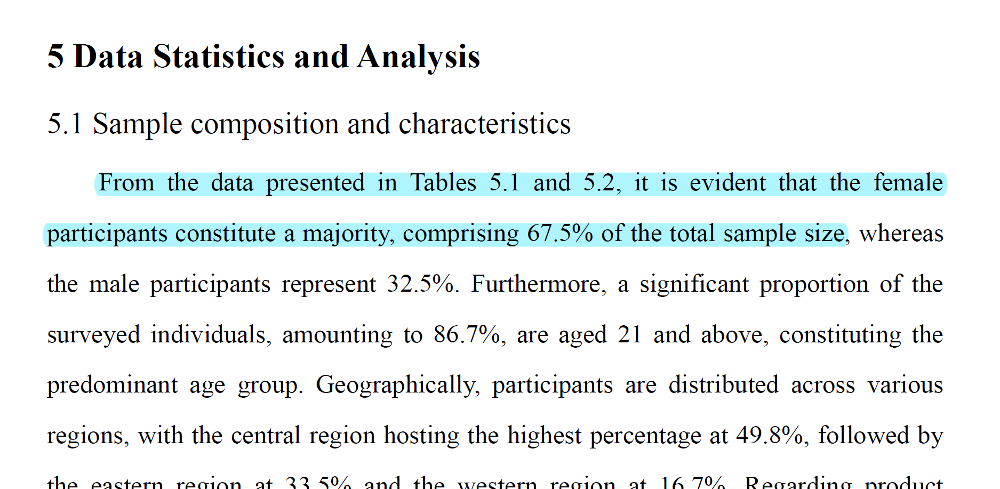 5 Data Statistics and Analysis
5.1 Sample composition and characteristics
From the data presented in Tables 5.1 and 5.2, it is evident that the female
participants constitute a majority, comprising 67.5% of the total sample size, whereas
the male participants represent 32.5%. Furthermore, a significant proportion of the
surveyed individuals, amounting to 86.7%, are aged 21 and above, constituting the
predominant age group. Geographically, participants are distributed across various
regions, with the central region hosting the highest percentage at 49.8%, followed by
the eastern region at 33.5% and the western region at 16.7%. Regarding product